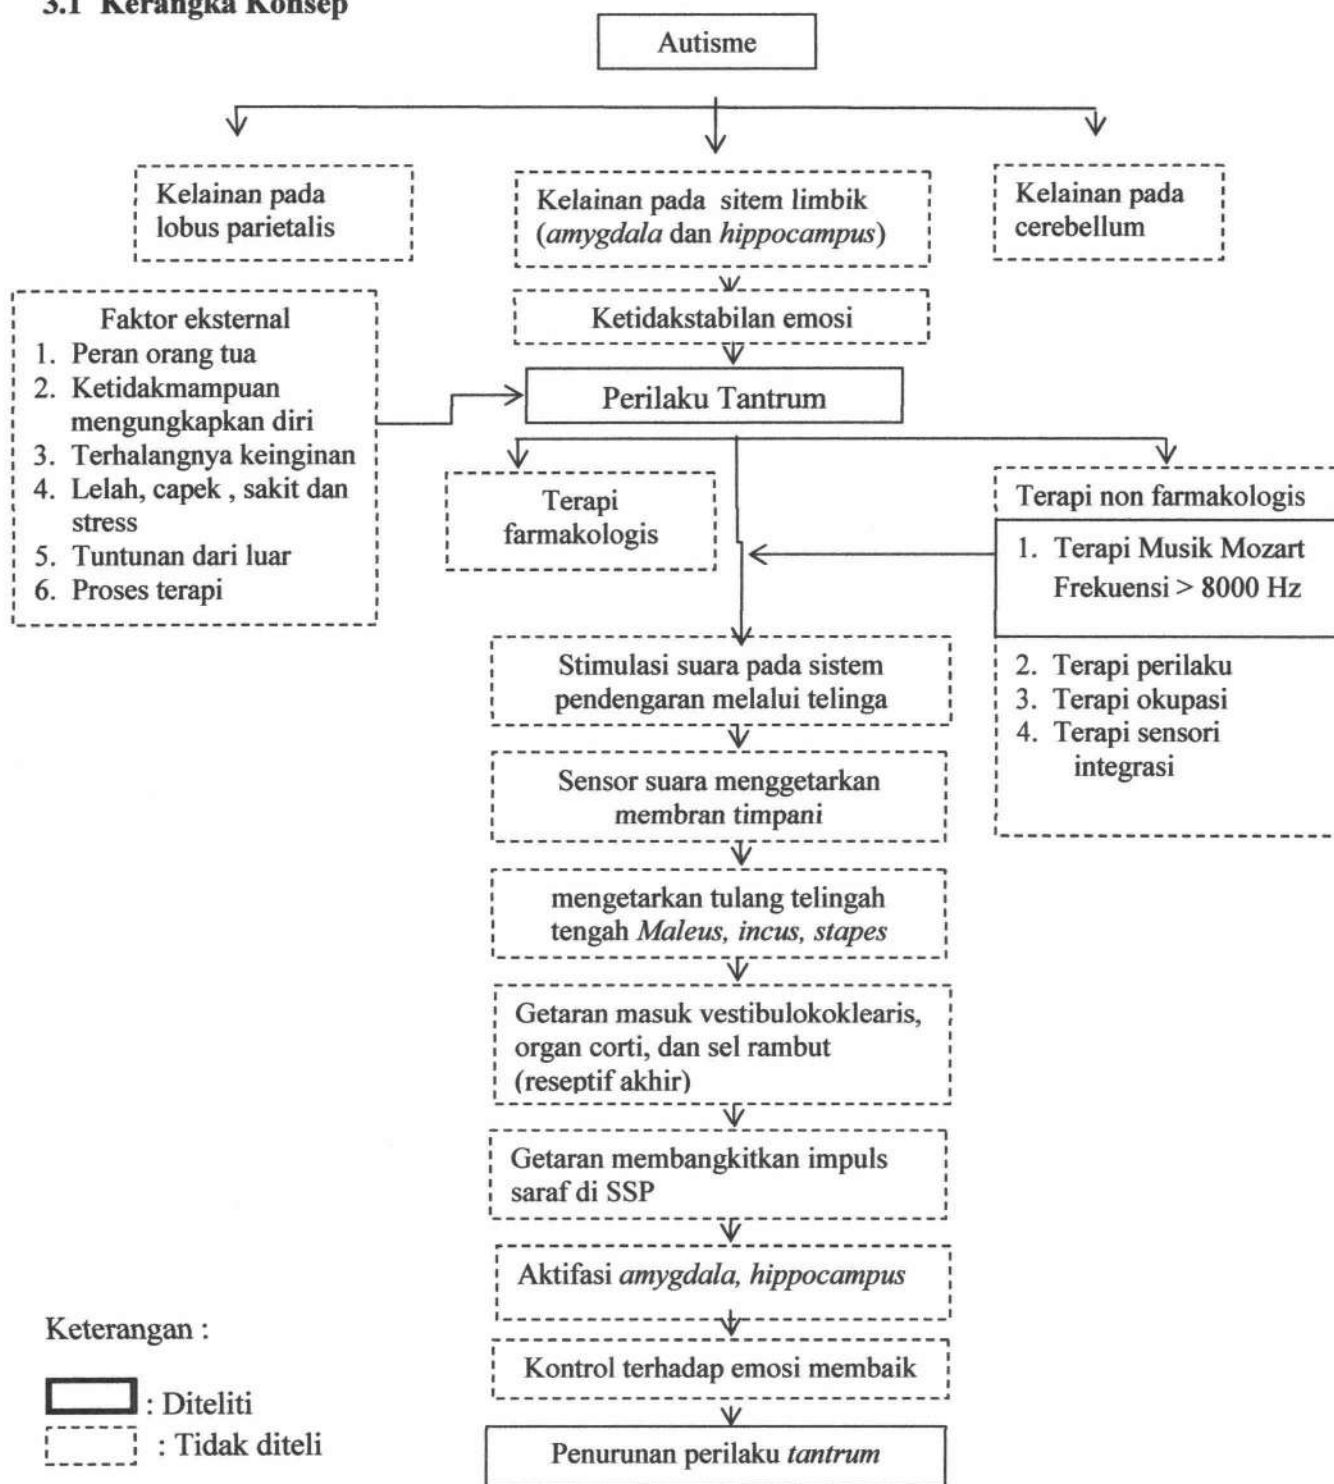 3.1 Kerangka Konsep
Autisme
Kelainan pada
lobus parietalis
Kelainan pada sitem limbik
(amygdala dan hippocampus)
Kelainan pada
cerebellum
Faktor eksternal
1. Peran orang tua
2. Ketidakmampuan
mengungkapkan diri
3. Terhalangnya keinginan
4. Lelah, capek , sakit dan
stress
5. Tuntunan dari luar
6. Proses terapi
Ketidakstabilan emosi
Perilaku Tantrum
Terapi
farmakologis
Terapi non farmakologis
1. Terapi Musik Mozart
Frekuensi > 8000 Hz
2. Terapi perilaku
3. Terapi okupasi
4. Terapi sensori
integrasi
Stimulasi suara pada sistem
pendengaran melalui telinga
Sensor suara menggetarkan
membran timpani
mengetarkan tulang telingah
tengah Maleus, incus, stapes
Getaran masuk vestibulokoklearis,
organ corti, dan sel rambut
(reseptif akhir)
Getaran membangkitkan impuls
saraf di SSP
Aktifasi amygdala, hippocampus
Kontrol terhadap emosi membaik
Penurunan perilaku tantrum
Keterangan :
: Diteliti
: Tidak diteli